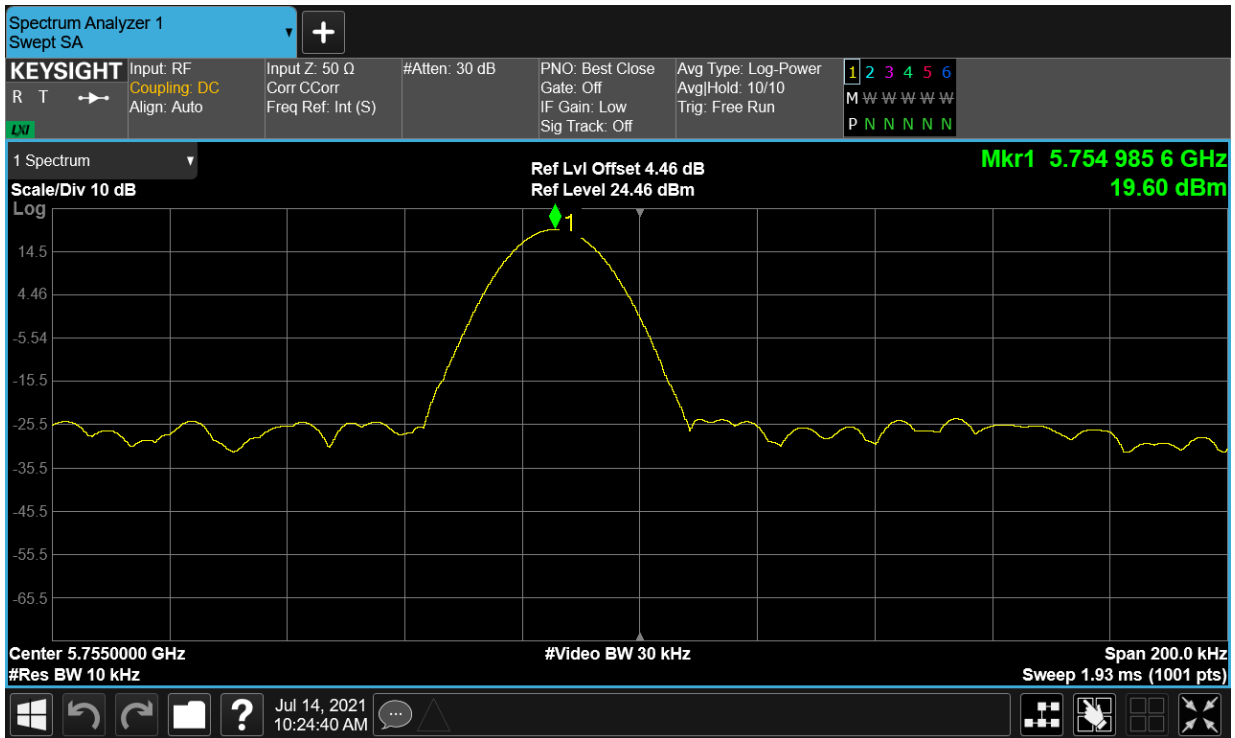 Spectrum Analyzer 1
Swept SA
KEYSIGHT
R T
LXI
Input: RF
Coupling: DC
Align: Auto
Input Z: 50 Ω
Corr CCorr
Freq Ref: Int (S)
#Atten: 30 dB
PNO: Best Close
Gate: Off
IF Gain: Low
Sig Track: Off
Avg Type: Log-Power
Avg|Hold: 10/10
Trig: Free Run
1 2 3 4 5 6
M W W W W W
P N N N N N
1 Spectrum
Scale/Div 10 dB
Log
Ref Lvl Offset 4.46 dB
Ref Level 24.46 dBm
Mkr1 5.754 985 6 GHz
19.60 dBm
1
14.5
4.46
-5.54
-15.5
-25.5
-35.5
-45.5
-55.5
-65.5
Center 5.7550000 GHz
#Res BW 10 kHz
#Video BW 30 kHz
Span 200.0 kHz
Sweep 1.93 ms (1001 pts)
?
Jul 14, 2021
10:24:40 AM